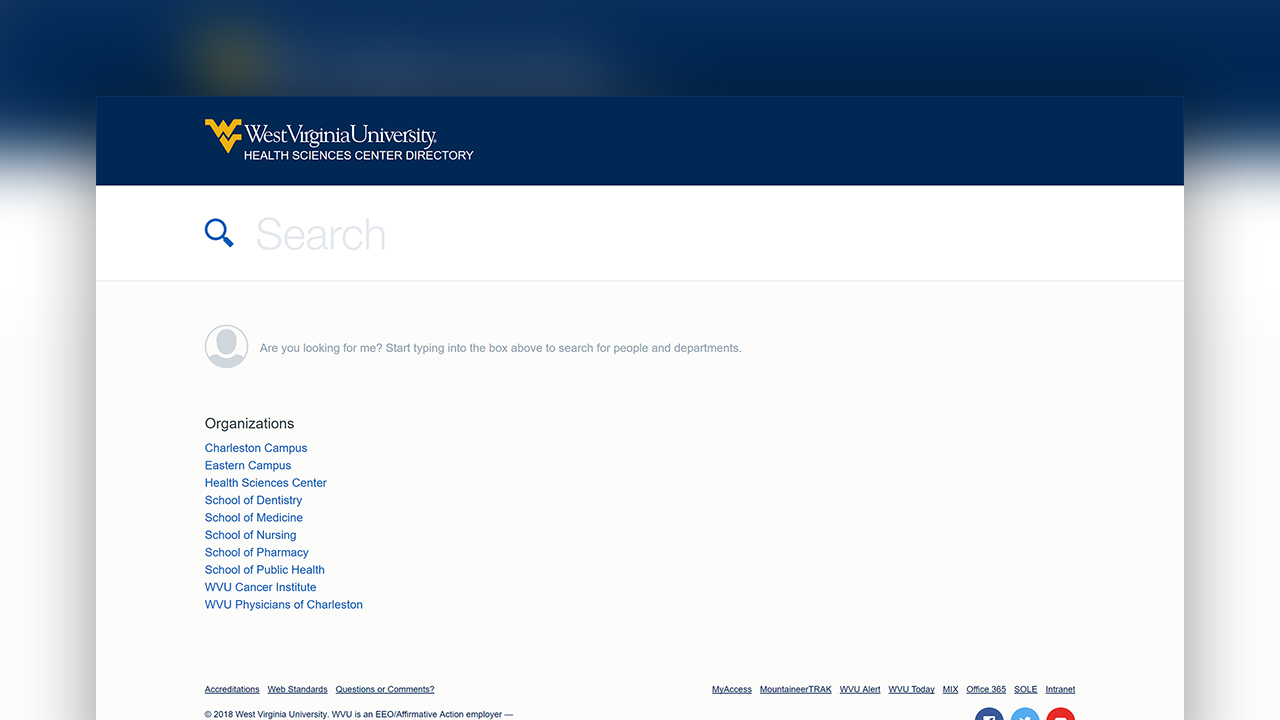 West Virginia University®
HEALTH SCIENCES CENTER DIRECTORY
Search
Are you looking for me? Start typing into the box above to search for people and departments.
Organizations
Charleston Campus
Eastern Campus
Health Sciences Center
School of Dentistry
School of Medicine
School of Nursing
School of Pharmacy
School of Public Health
WVU Cancer Institute
WVU Physicians of Charleston
Accreditations Web Standards Questions or Comments? MyAccess MountaineerTRAK WVU Alert WVU Today MIX Office 365 SOLE Intranet
© 2018 West Virginia University. WVU is an EEO/Affirmative Action employer —